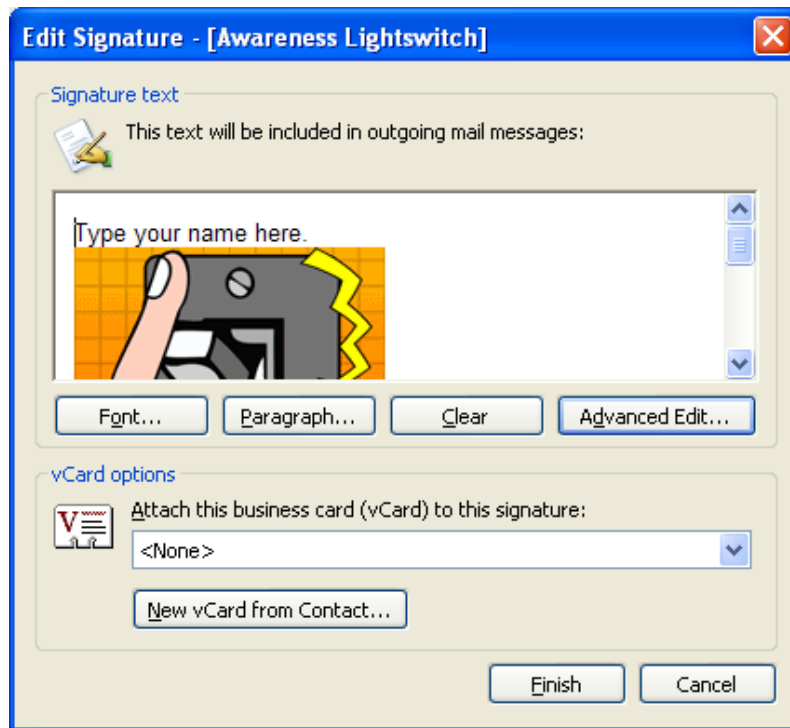 Edit Signature - [Awareness Lightswitch]
Signature text
This text will be included in outgoing mail messages:
Type your name here.
Font... Paragraph... Clear Advanced Edit...
vCard options
Attach this business card (vCard) to this signature:
<None>
New vCard from Contact...
Finish Cancel